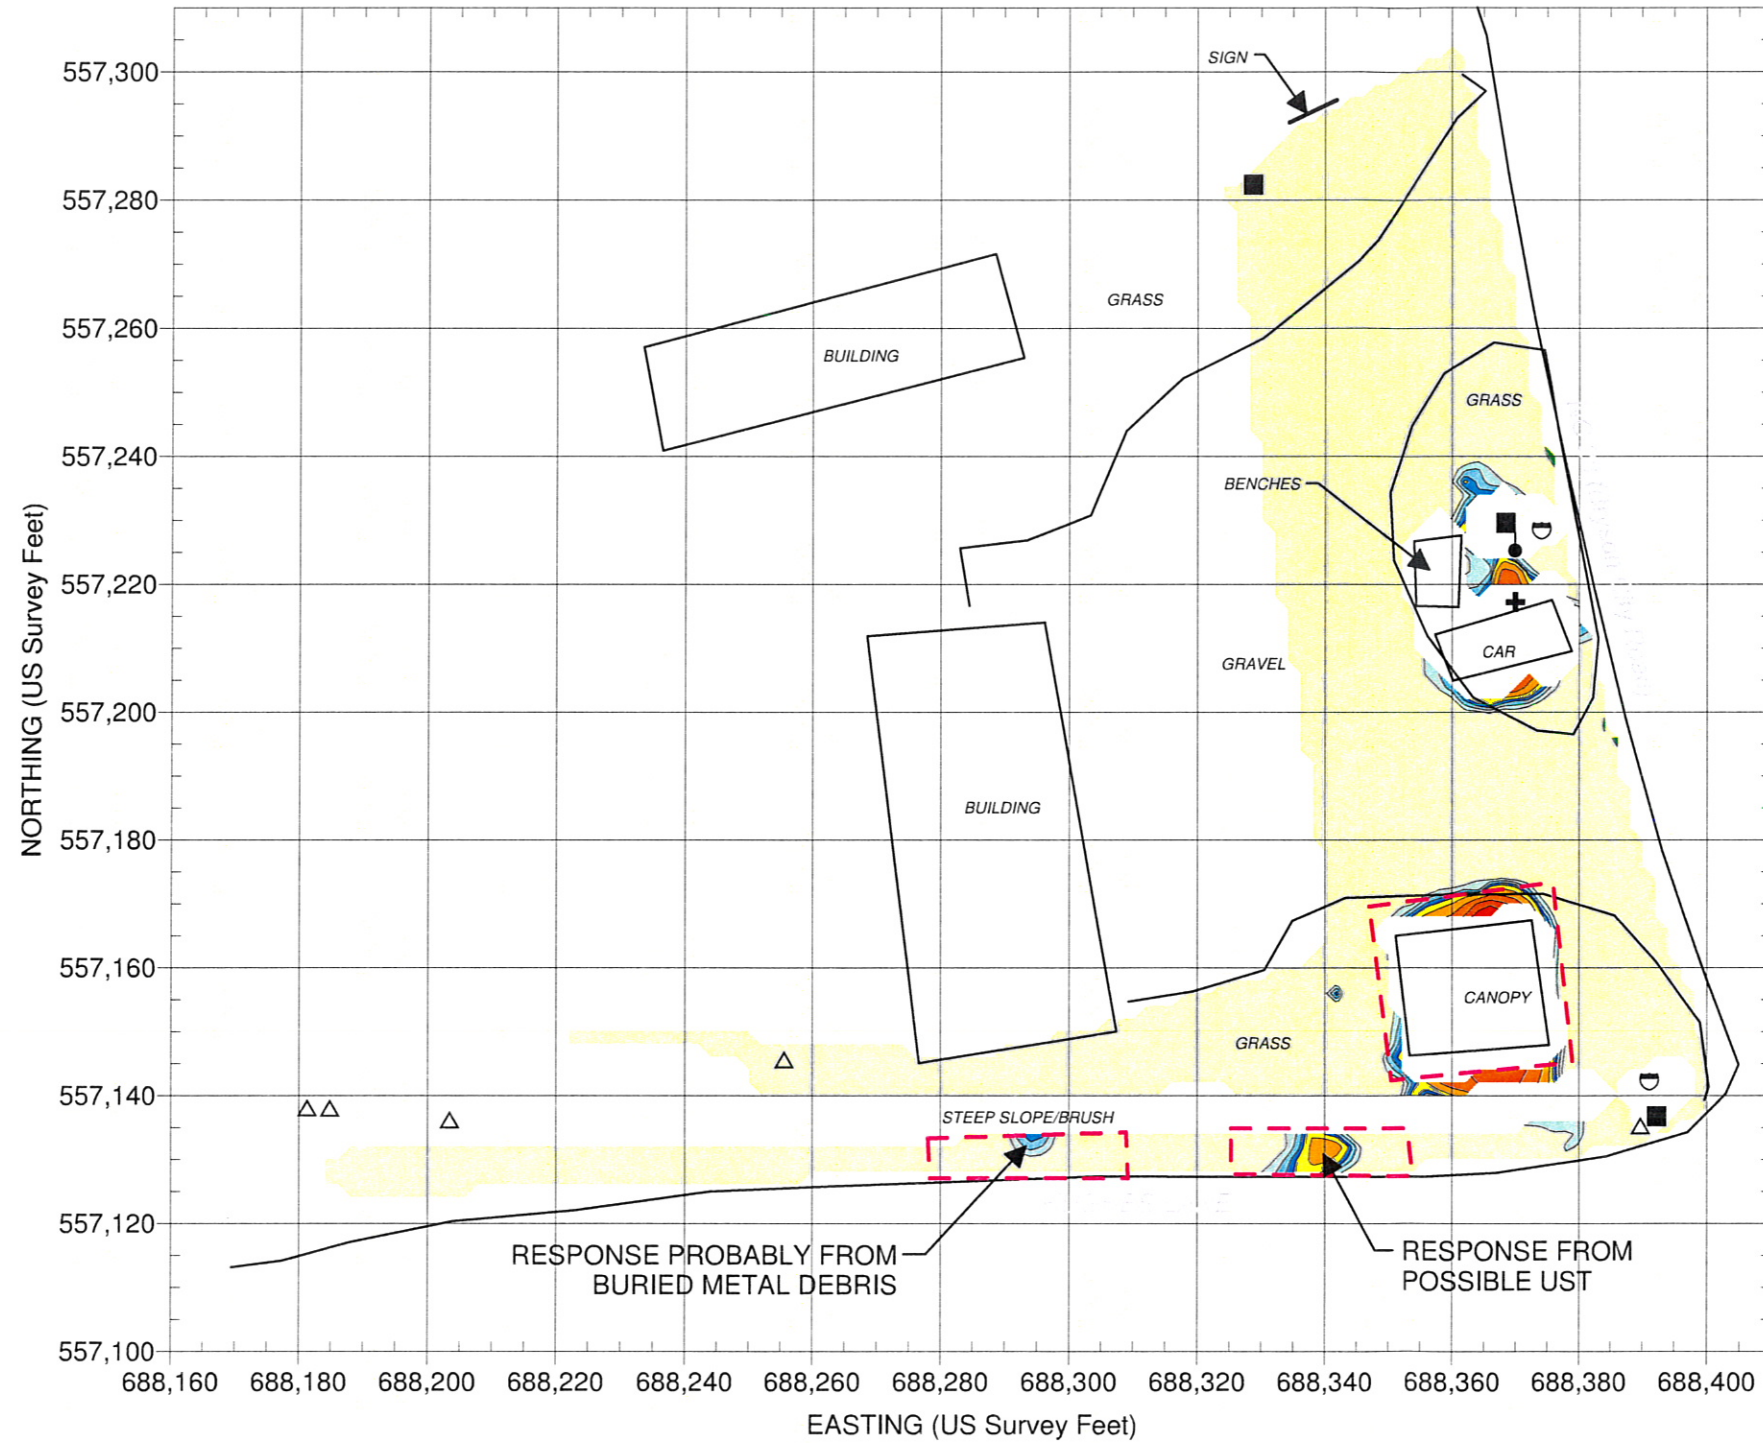 557,300
SIGN
557,280
GRASS
557,260
BUILDING
GRASS
557,240
BENCHES
557,220
GRAVEL
CAR
557,200
BUILDING
557,180
557,160
CANOPY
GRASS
557,140
STEEP SLOPE/BRUSH
557,120
RESPONSE PROBABLY FROM
BURIED METAL DEBRIS
RESPONSE FROM
POSSIBLE UST
557,100
NORTHING (US Survey Feet)
688,160 688,180 688,200 688,220 688,240 688,260 688,280 688,300 688,320 688,340 688,360 688,380 688,400
EASTING (US Survey Feet)